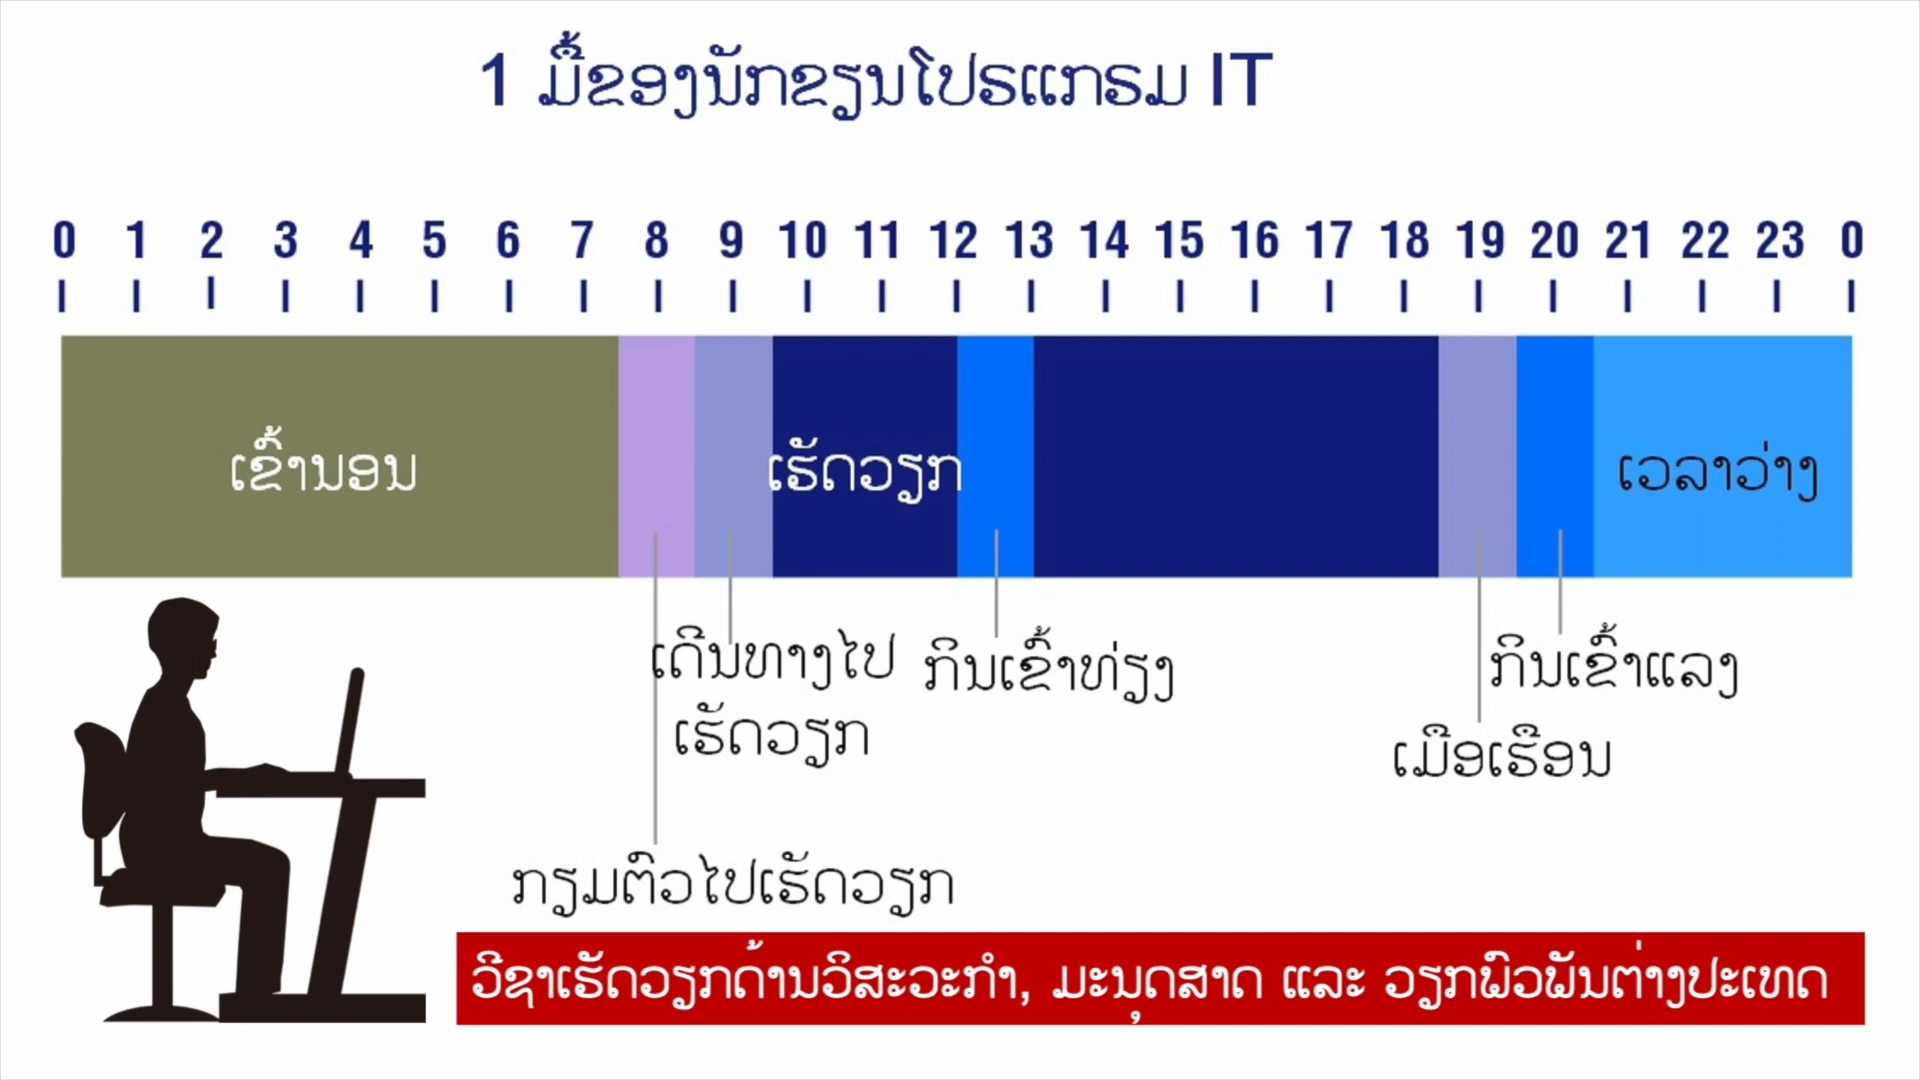 1 ມື້ຂອງນັກຂຽນໂປຣແກຣມ IT
0 1 2 3 4 5 6 7 8 9 10 11 12 13 14 15 16 17 18 19 20 21 22 23 0
ເຂົ້ານອນ
ເຮັດວຽກ
ເວລາວ່າງ
ເດີນທາງໄປ
ເຮັດວຽກ
ກິນເຂົ້າທ່ຽງ
ກິນເຂົ້າແລງ
ເມືອເຮືອນ
ກຽມຕົວໄປເຮັດວຽກ
ວີຊາເຮັດວຽກດ້ານວິສະວະກຳ, ມະນຸດສາດ ແລະ ວຽກພົວພັນຕ່າງປະເທດ